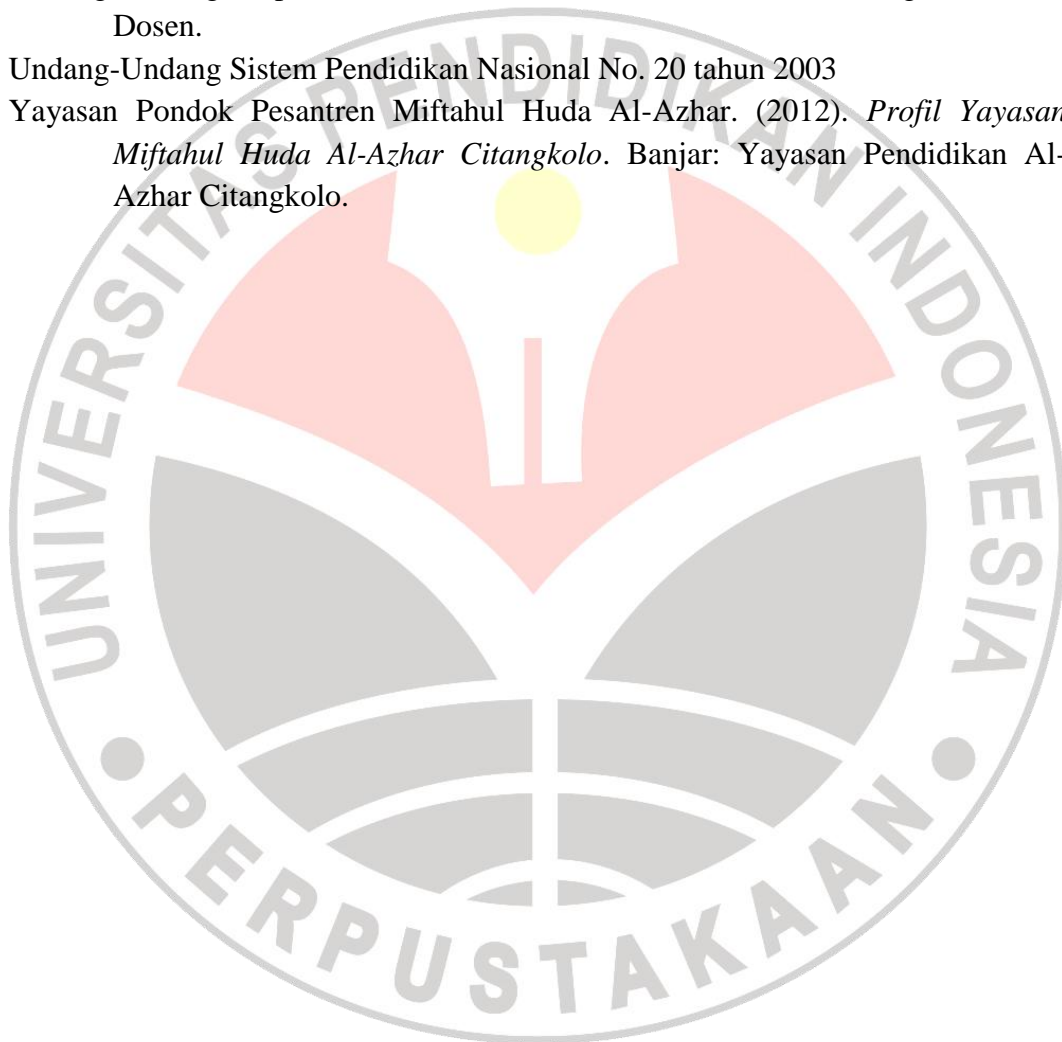 Dosen.
Undang-Undang Sistem Pendidikan Nasional No. 20 tahun 2003
Yayasan Pondok Pesantren Miftahul Huda Al-Azhar. (2012). Profil Yayasan
Miftahul Huda Al-Azhar Citangkolo. Banjar: Yayasan Pendidikan Al-
Azhar Citangkolo.
UNIVERSITAS PENDIDIKAN INDONESIA
PERPUSTAKAAN